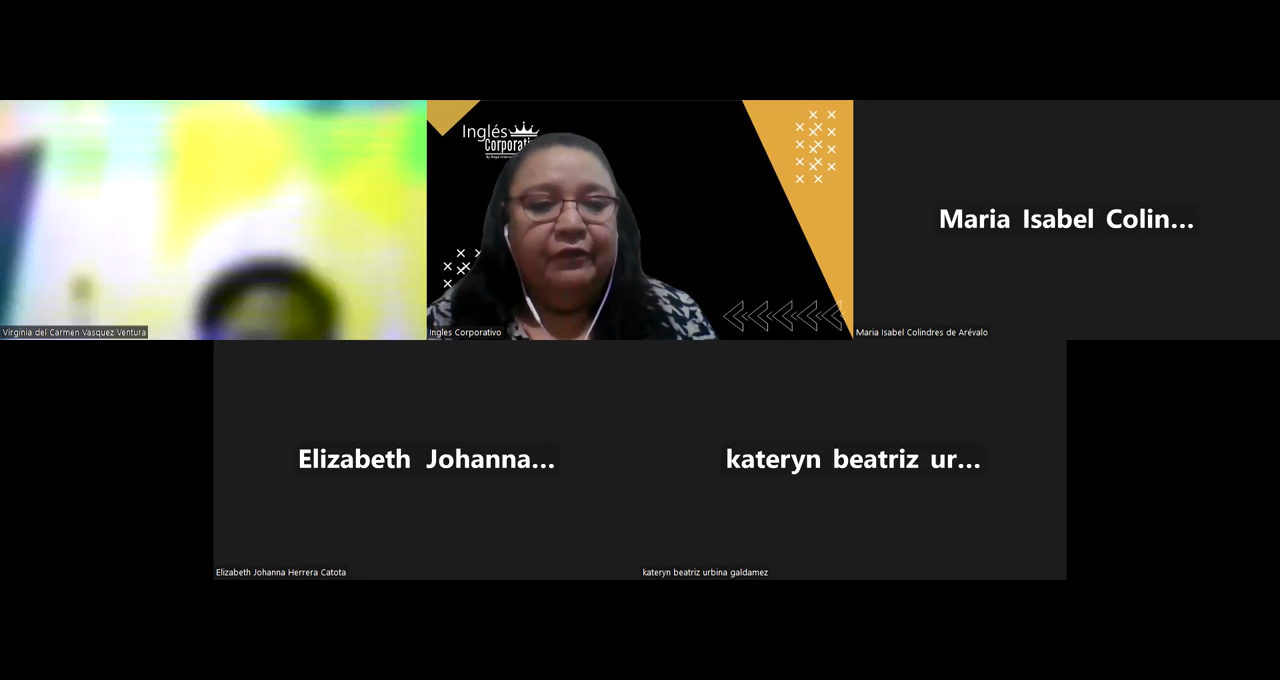 Inglés
Corporati
Virginia del Carmen Vasquez Ventura
Ingles Corporativo
Maria Isabel Colin...
Maria Isabel Colindres de Arévalo
Elizabeth Johanna...
kateryn beatriz ur...
Elizabeth Johanna Herrera Catota
kateryn beatriz urbina galdamez